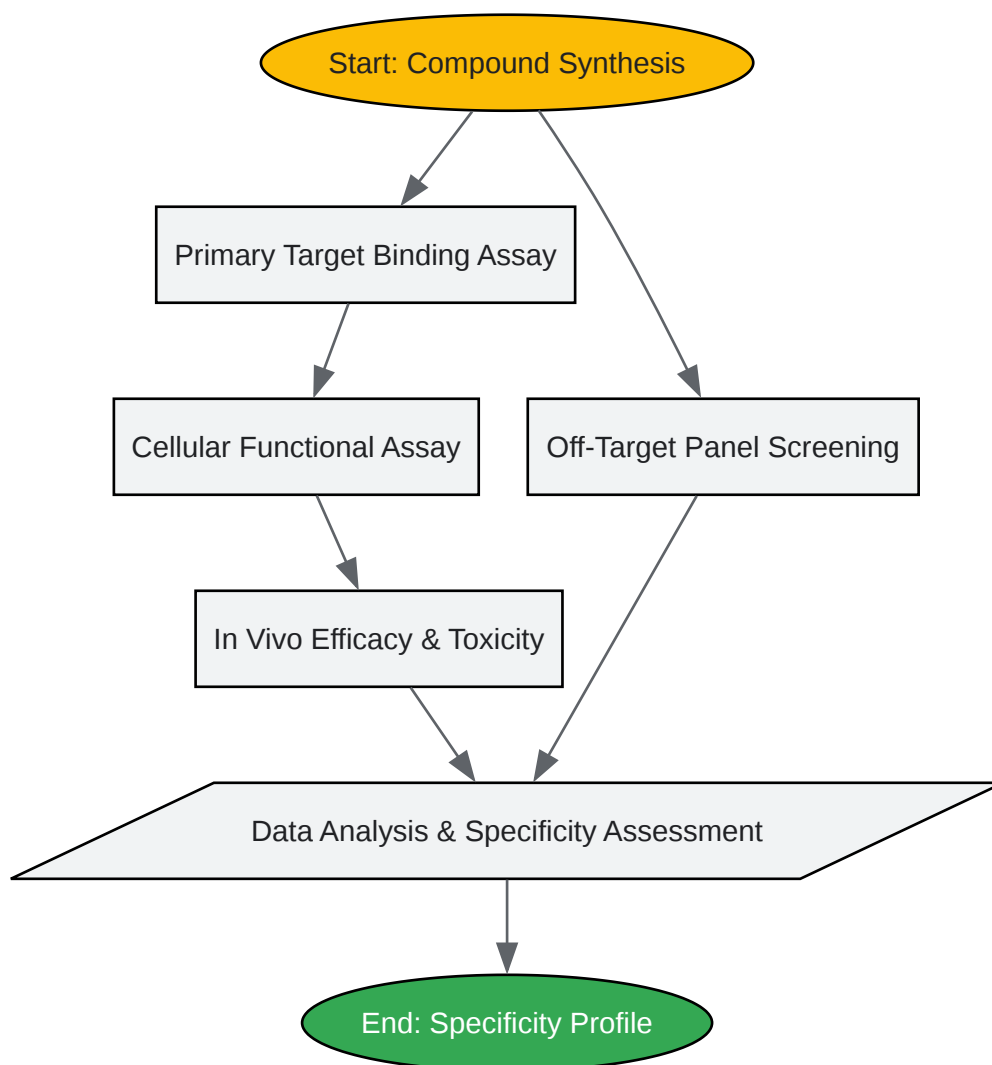 Start: Compound Synthesis
Primary Target Binding Assay
Cellular Functional Assay
Off-Target Panel Screening
In Vivo Efficacy & Toxicity
Data Analysis & Specificity Assessment
End: Specificity Profile